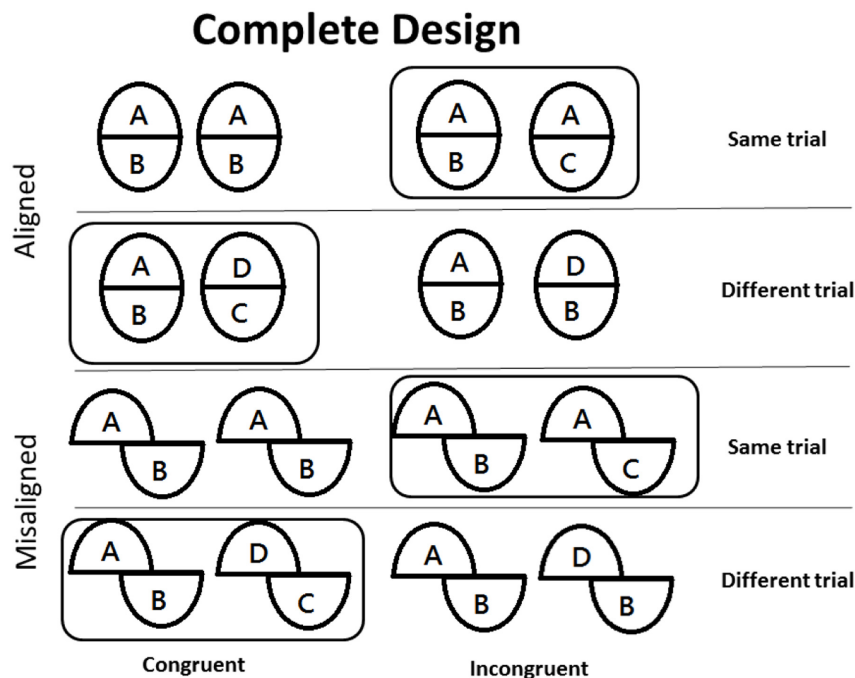 Complete Design
Aligned
A A A A Same trial
B B B C
A D A D Different trial
B C B B
Misaligned
A A A A Same trial
B B B C
A D A D Different trial
B C B B
Congruent Incongruent